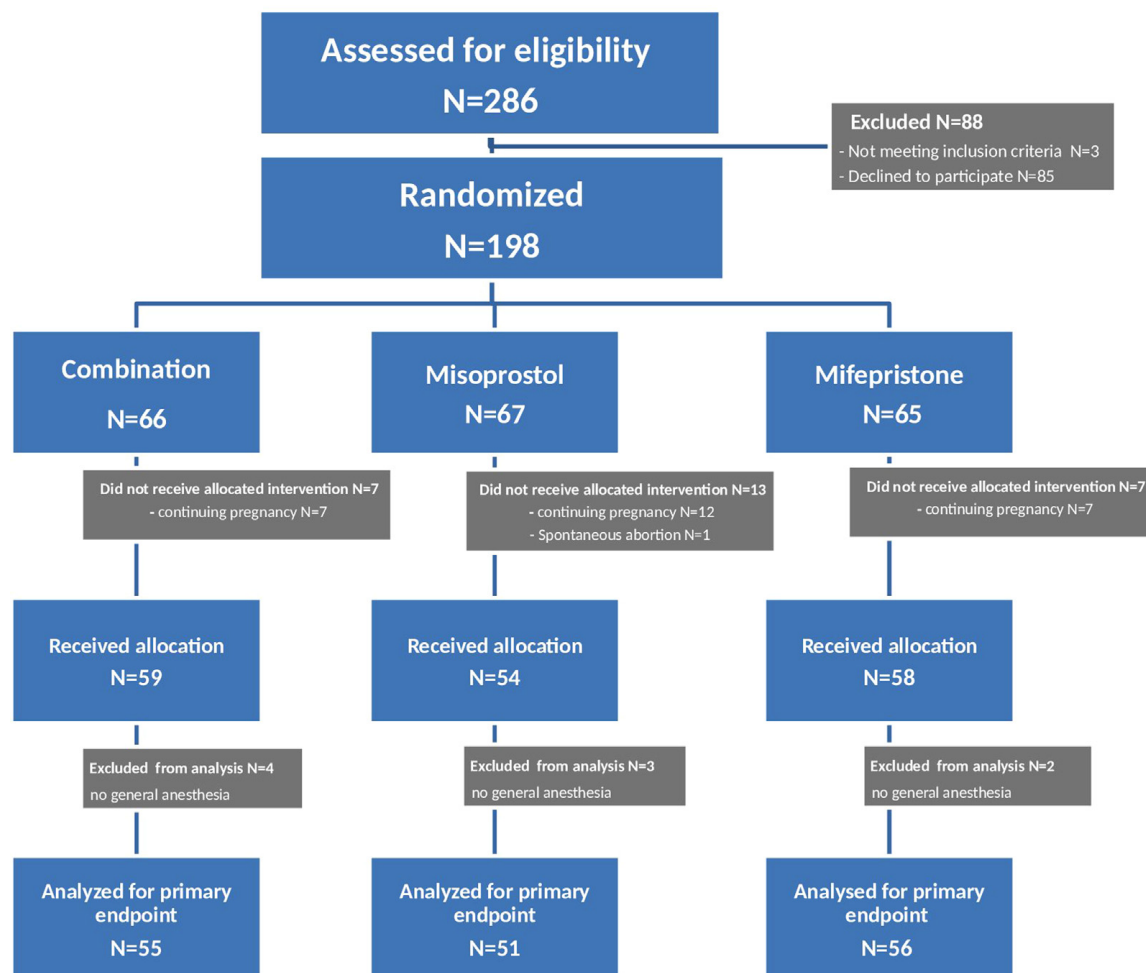 Assessed for eligibility
N=286
Excluded N=88
- Not meeting inclusion criteria N=3
- Declined to participate N=85
Randomized
N=198
Combination
N=66
Misoprostol
N=67
Mifepristone
N=65
Did not receive allocated intervention N=7
- continuing pregnancy N=7
Did not receive allocated intervention N=13
- continuing pregnancy N=12
- Spontaneous abortion N=1
Did not receive allocated intervention N=7
- continuing pregnancy N=7
Received allocation
N=59
Received allocation
N=54
Received allocation
N=58
Excluded from analysis N=4
no general anesthesia
Excluded from analysis N=3
no general anesthesia
Excluded from analysis N=2
no general anesthesia
Analyzed for primary
endpoint
N=55
Analyzed for primary
endpoint
N=51
Analysed for primary
endpoint
N=56